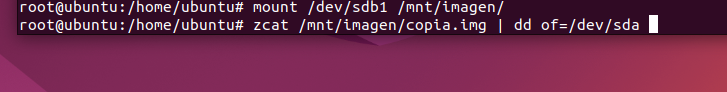 root@ubuntu:/home/ubuntu# mount /dev/sdb1 /mnt/imagen/
root@ubuntu:/home/ubuntu# zcat /mnt/imagen/copia.img | dd of=/dev/sda